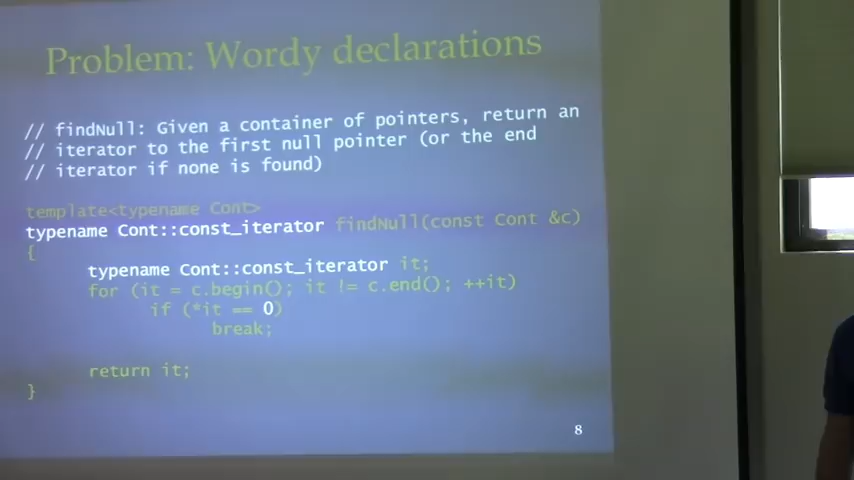 Problem: Wordy declarations
// findNull: Given a container of pointers, return an
// iterator to the first null pointer (or the end
// iterator if none is found)
template<typename Cont>
typename Cont::const_iterator findNull(const Cont &c)
{
typename Cont::const_iterator it;
for (it = c.begin(); it != c.end(); ++it)
if (*it == 0)
break;
return it;
}
8